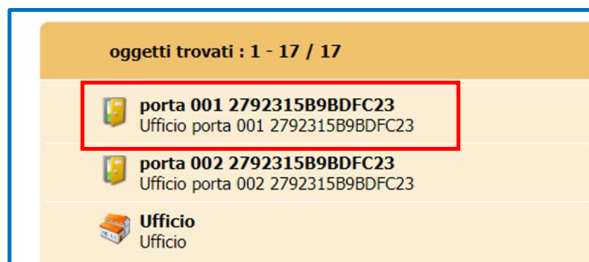 oggetti trovati : 1 - 17 / 17
porta 001 2792315B9BDFC23
Ufficio porta 001 2792315B9BDFC23
porta 002 2792315B9BDFC23
Ufficio porta 002 2792315B9BDFC23
Ufficio
Ufficio